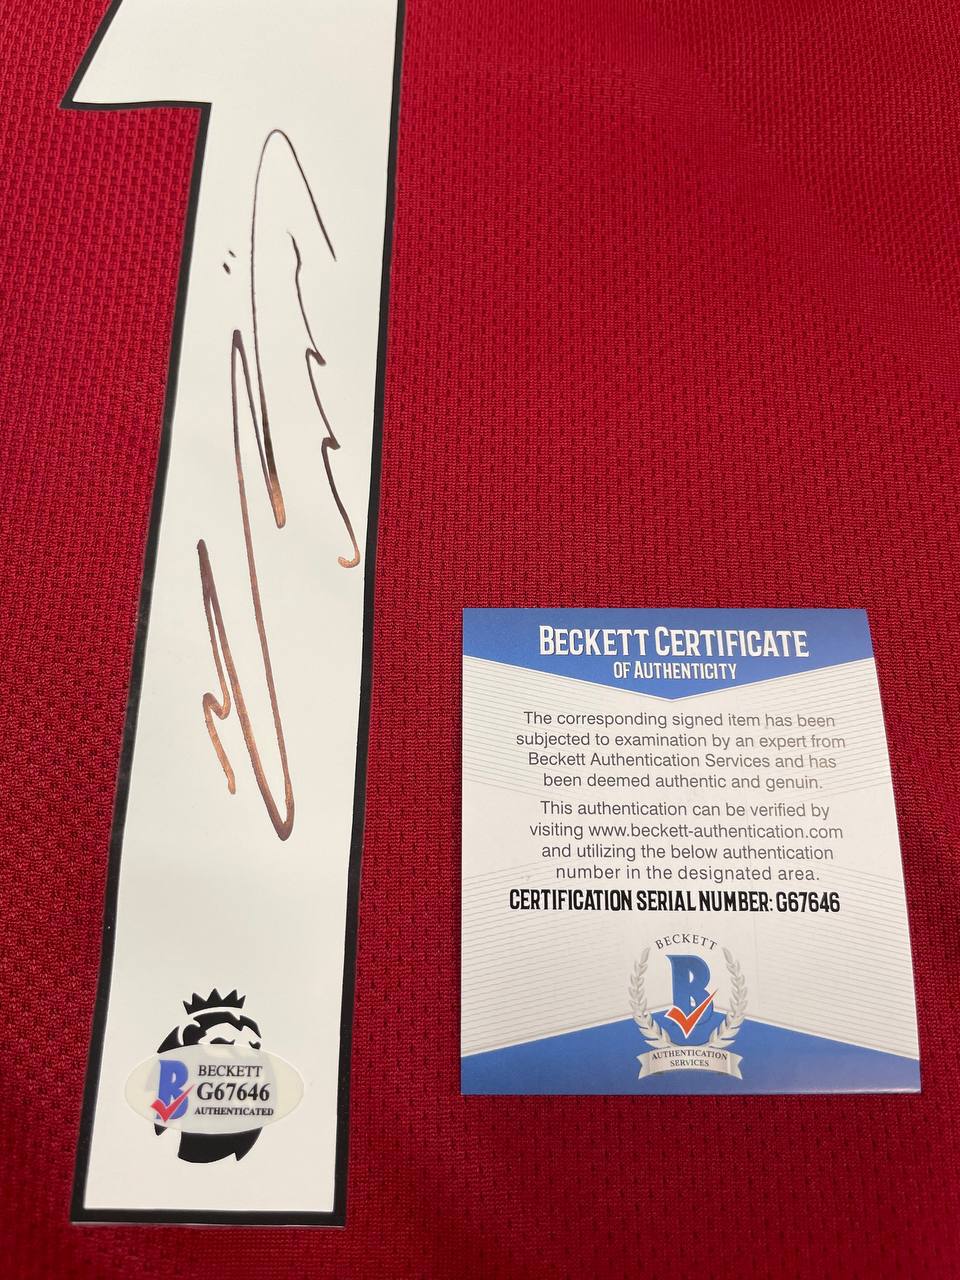 1
BECKETT CERTIFICATE
OF AUTHENTICITY
The corresponding signed item has been
subjected to examination by an expert from
Beckett Authentication Services and has
been deemed authentic and genuin.
This authentication can be verified by
visiting www.beckett-authentication.com
and utilizing the below authentication
number in the designated area.
CERTIFICATION SERIAL NUMBER: G67646
BECKETT
B
AUTHENTICATION
SERVICES
B
BECKETT
G67646
AUTHENTICATED